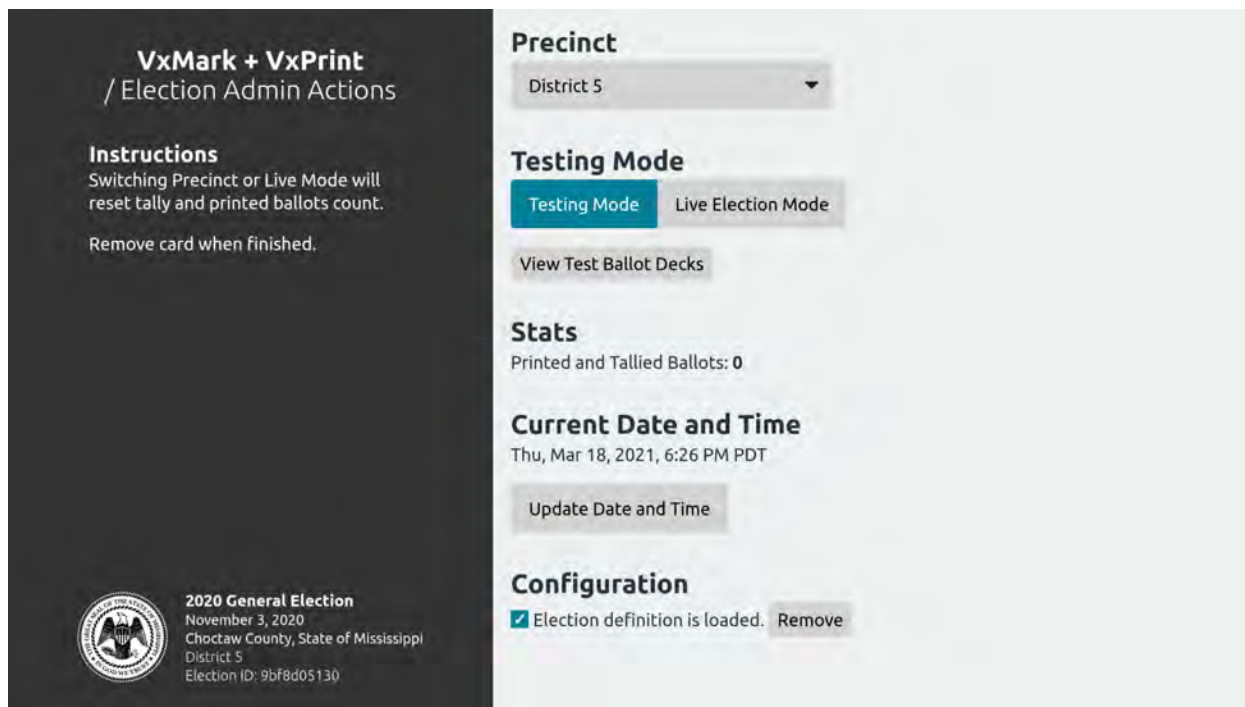 VxMark + VxPrint
/ Election Admin Actions
Instructions
Switching Precinct or Live Mode will
reset tally and printed ballots count.
Remove card when finished.
2020 General Election
November 3, 2020
Choctaw County, State of Mississippi
District 5
Election ID: 9bf8d05130
Precinct
District 5
Testing Mode
Testing Mode Live Election Mode
View Test Ballot Decks
Stats
Printed and Tallied Ballots: 0
Current Date and Time
Thu, Mar 18, 2021, 6:26 PM PDT
Update Date and Time
Configuration
Election definition is loaded. Remove